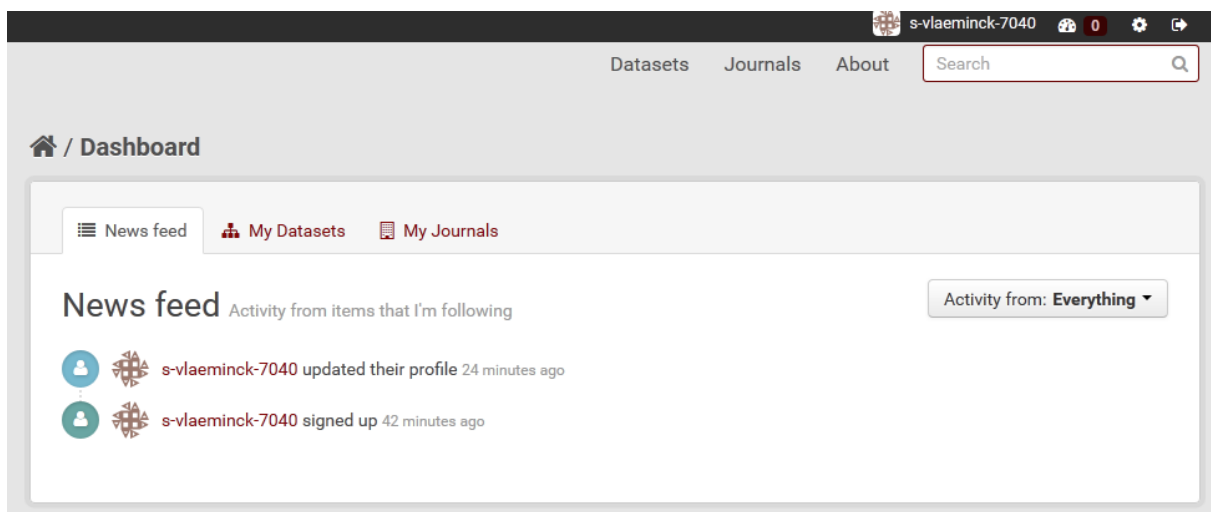 s-vlaeminck-7040 0
Datasets Journals About Search
/ Dashboard
News feed My Datasets My Journals
News feed Activity from items that I'm following Activity from: Everything
s-vlaeminck-7040 updated their profile 24 minutes ago
s-vlaeminck-7040 signed up 42 minutes ago